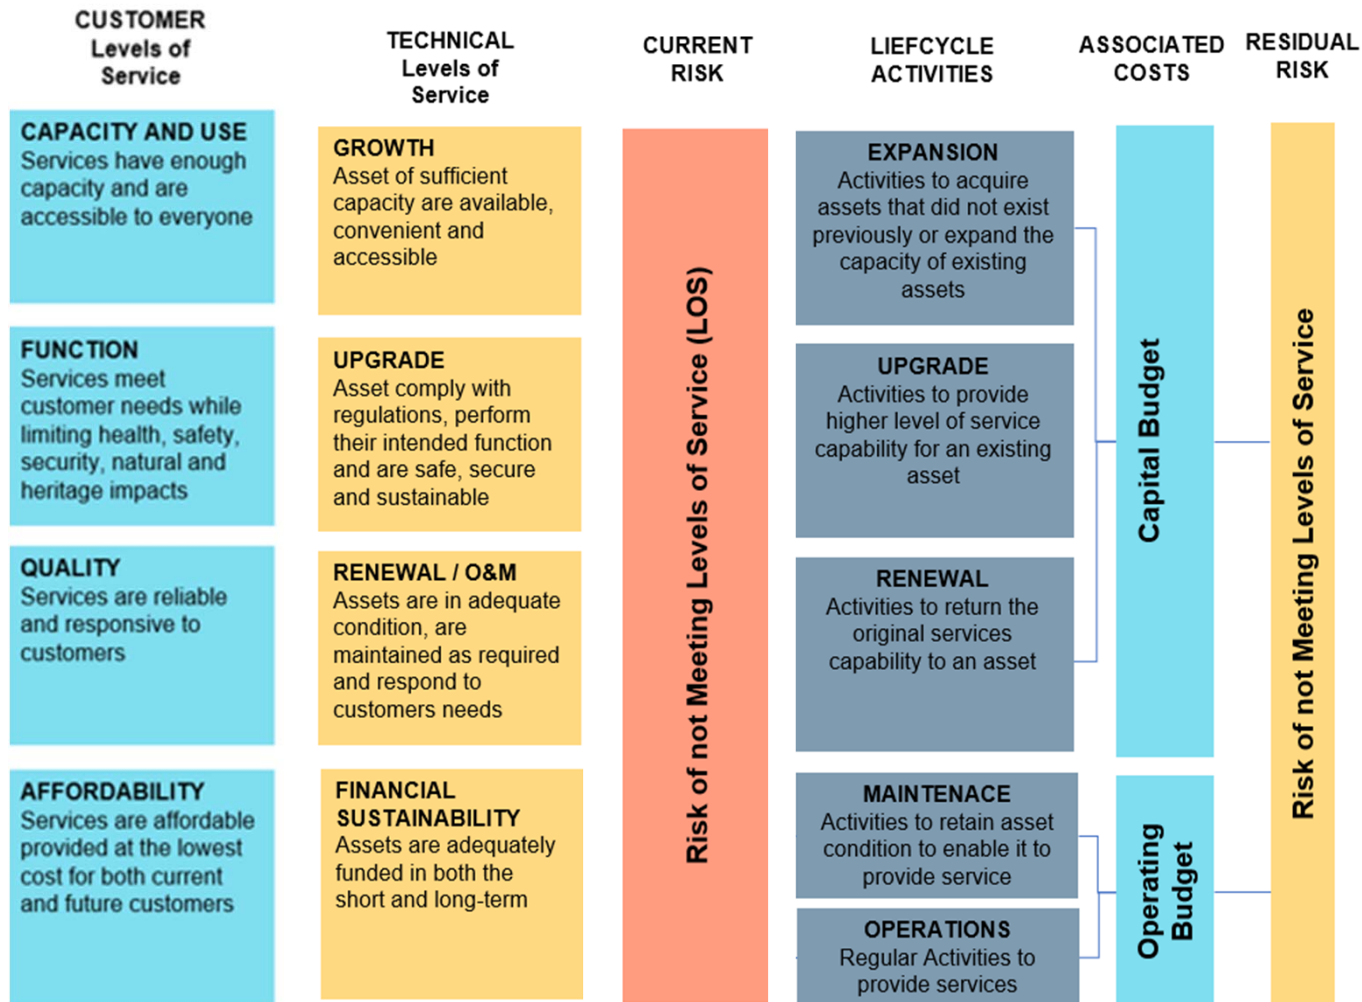 CUSTOMER
Levels of
Service
TECHNICAL
Levels of
Service
CURRENT
RISK
LIEFCYCLE
ACTIVITIES
ASSOCIATED
COSTS
RESIDUAL
RISK
CAPACITY AND USE
Services have enough
capacity and are
accessible to everyone
FUNCTION
Services meet
customer needs while
limiting health, safety,
security, natural and
heritage impacts
QUALITY
Services are reliable
and responsive to
customers
AFFORDABILITY
Services are affordable
provided at the lowest
cost for both current
and future customers
GROWTH
Asset of sufficient
capacity are available,
convenient and
accessible
UPGRADE
Asset comply with
regulations, perform
their intended function
and are safe, secure
and sustainable
RENEWAL / O&M
Assets are in adequate
condition, are
maintained as required
and respond to
customers needs
FINANCIAL
SUSTAINABILITY
Assets are adequately
funded in both the
short and long-term
Risk of not Meeting Levels of Service (LOS)
EXPANSION
Activities to acquire
assets that did not exist
previously or expand the
capacity of existing
assets
UPGRADE
Activities to provide
higher level of service
capability for an existing
asset
RENEWAL
Activities to return the
original services
capability to an asset
MAINTENACE
Activities to retain asset
condition to enable it to
provide service
OPERATIONS
Regular Activities to
provide services
Capital Budget
Operating
Budget
Risk of not Meeting Levels of Service